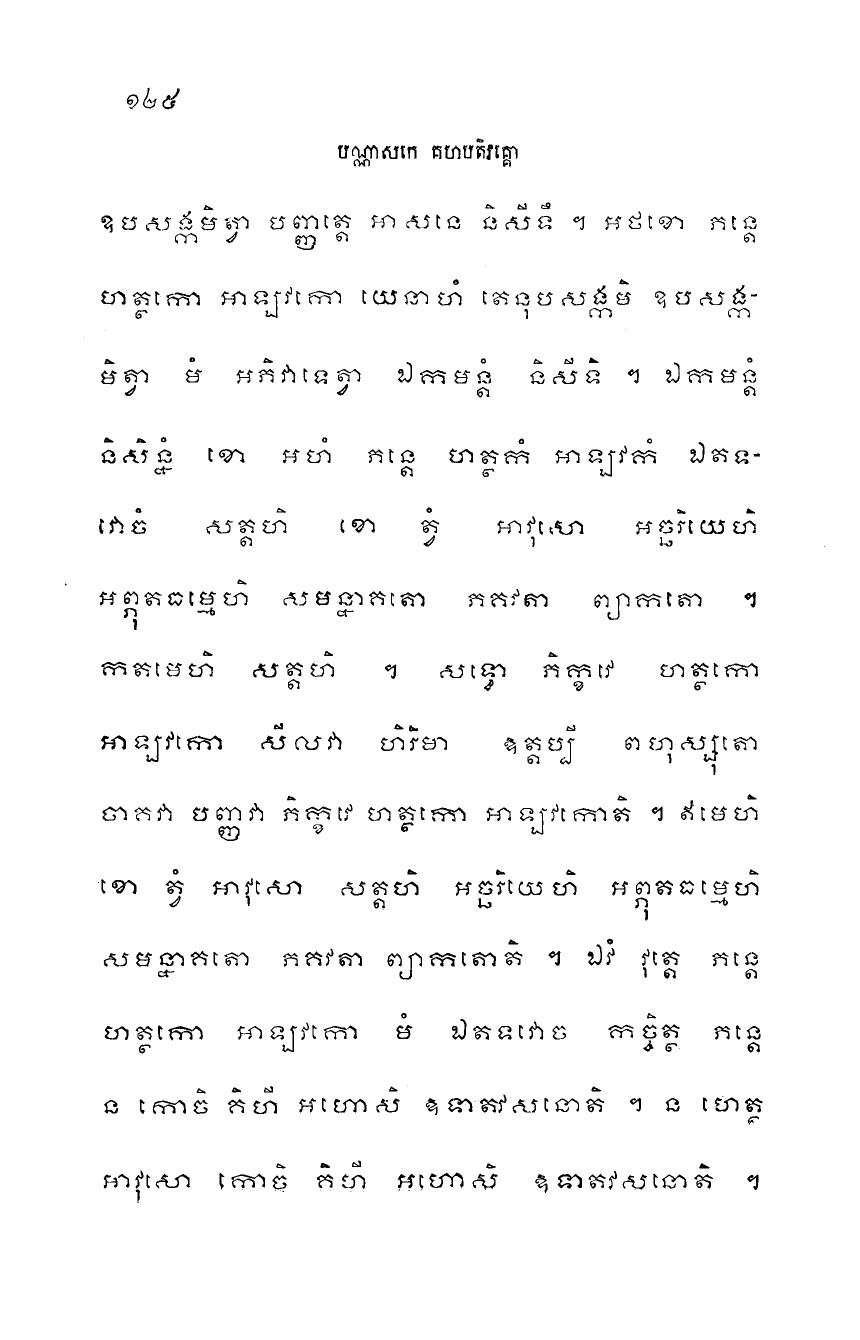 ១២៥
បណ្ណាសកេ គហបតិវគ្គោ
ឧបសង្កមិត្វា បញ្ញត្តេ អាសនេ និសីទឹ ។ អថខោ ភន្តេ
ហត្ថកោ អាឡវកោ យេនាហំ តេនុបសង្កមិ ឧបសង្ក-
មិត្វា មំ អភិវាទេត្វា ឯកមន្តំ និសីទិ ។ ឯកមន្តំ
និសិន្នំ ខោ អហំ ភន្តេ ហត្ថកំ អាឡវកំ ឯតទ-
វោចំ សត្តហិ ខោ ត្វំ អាវុសោ អច្ឆរិយេហិ
អព្ភុតធម្មេហិ សមន្នាគតោ ភគវតា ព្យាកតោ ។
កតមេហិ សត្តហិ ។ សទ្ធោ ភិក្ខវេ ហត្ថកោ
អាឡវកោ សីលវា ហិរិមា ឧត្តប្បី ពហុស្សុតោ
ចាគវា បញ្ញវា ភិក្ខវេ ហត្ថកោ អាឡវកោតិ ។ ឥមេហិ
ខោ ត្វំ អាវុសោ សត្តហិ អច្ឆរិយេហិ អព្ភុតធម្មេហិ
សមន្នាគតោ ភគវតា ព្យាកតោតិ ។ ឯវំ វុត្តេ ភន្តេ
ហត្ថកោ អាឡវកោ មំ ឯតទវោច កច្ចិត្ថ ភន្តេ
ន កោចិ គិហី អហោសិ ឧទាតវសនោតិ ។ ន ហេត្ថ
អាវុសោ កោចិ គិហី អហោសិ ឧទាតវសនោតិ ។